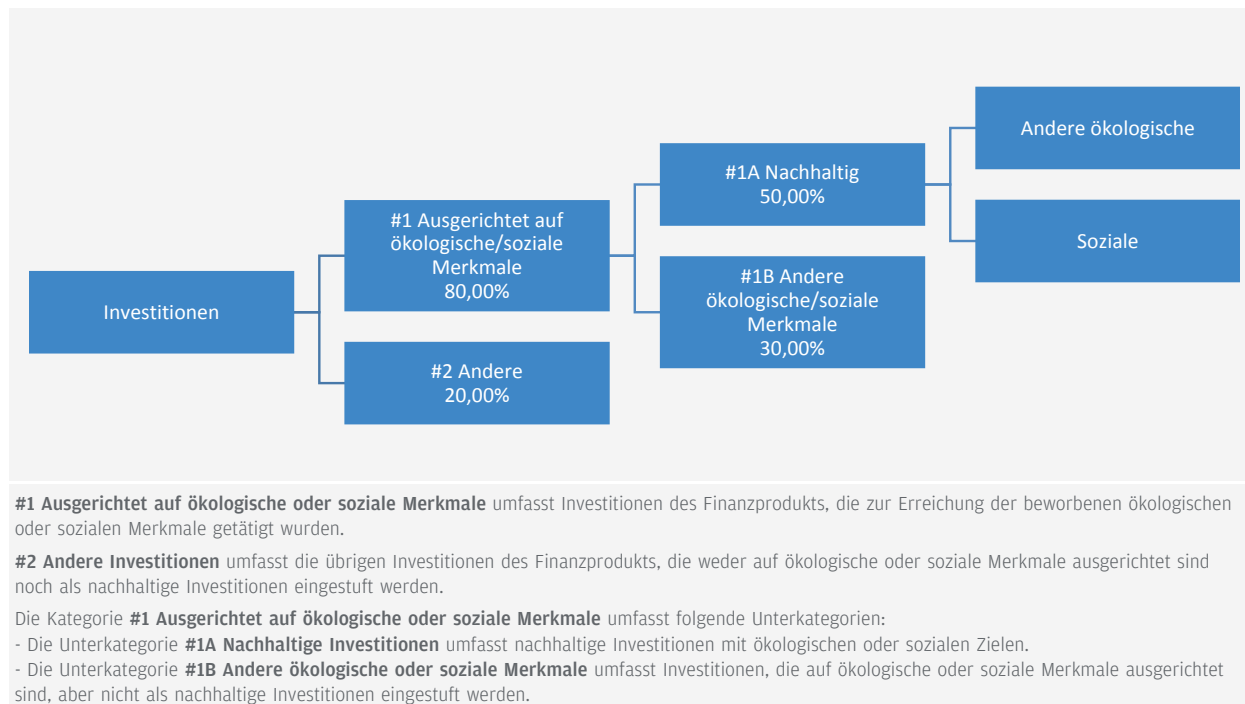 Investitionen
#1 Ausgerichtet auf
ökologische/soziale
Merkmale
80,00%
#2 Andere
20,00%
#1A Nachhaltig
50,00%
#1B Andere
ökologische/soziale
Merkmale
30,00%
Andere ökologische
Soziale
#1 Ausgerichtet auf ökologische oder soziale Merkmale umfasst Investitionen des Finanzprodukts, die zur Erreichung der beworbenen ökologischen
oder sozialen Merkmale getätigt wurden.
#2 Andere Investitionen umfasst die übrigen Investitionen des Finanzprodukts, die weder auf ökologische oder soziale Merkmale ausgerichtet sind
noch als nachhaltige Investitionen eingestuft werden.
Die Kategorie #1 Ausgerichtet auf ökologische oder soziale Merkmale umfasst folgende Unterkategorien:
- Die Unterkategorie #1A Nachhaltige Investitionen umfasst nachhaltige Investitionen mit ökologischen oder sozialen Zielen.
- Die Unterkategorie #1B Andere ökologische oder soziale Merkmale umfasst Investitionen, die auf ökologische oder soziale Merkmale ausgerichtet
sind, aber nicht als nachhaltige Investitionen eingestuft werden.